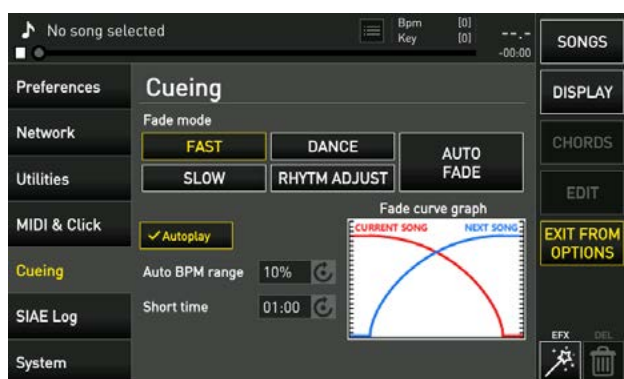 No song selected
Bpm [0]
Key [0]
--.-
-00:00
SONGS
Preferences
Cueing
DISPLAY
Fade mode
Network
FAST
DANCE
AUTO FADE
CHORDS
Utilities
SLOW
RHYTM ADJUST
EDIT
Fade curve graph
MIDI & Click
Autoplay
CURRENT SONG
NEXT SONG
EXIT FROM
OPTIONS
Cueing
Auto BPM range
10%
SIAE Log
Short time
01:00
EFX
DEL
System